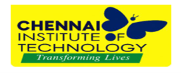 CHENNAI
INSTITUTE OF
TECHNOLOGY
Transforming Lives